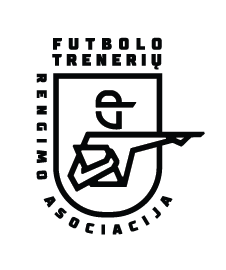 FUTBOLO
TRENERIŲ
RENGIMO
ASOCIACIJA